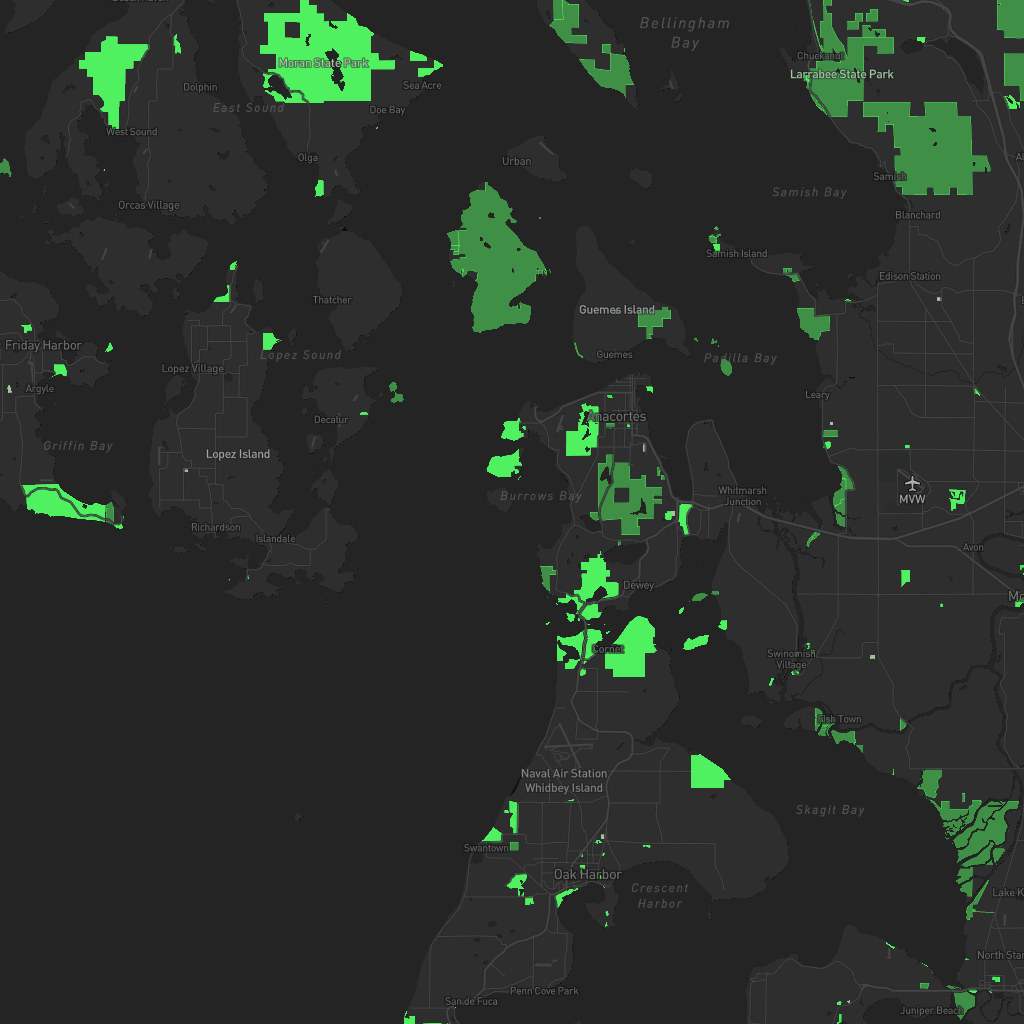 Bellingham
Bay
Chuckanut
Moran State Park
Larrabee State Park
Dolphin
Sea Acre
East Sound
Doe Bay
West Sound
Olga
Urban
Samish
Samish Bay
Orcas Village
Blanchard
Samish Island
Edison Station
Thatcher
Guemes Island
Friday Harbor
Lopez Sound
Guemes
Padilla Bay
Lopez Village
Argyle
Leary
Decatur
Anacortes
Griffin Bay
Lopez Island
Burrows Bay
Whitmarsh
Junction
MVW
Richardson
Islandale
Avon
Dewey
Corner
Swinomish
Village
Fish Town
Naval Air Station
Whidbey Island
Skagit Bay
Swantown
Oak Harbor
Crescent
Harbor
Lake K
North Star
Penn Cove Park
San de Fuca
Juniper Beach